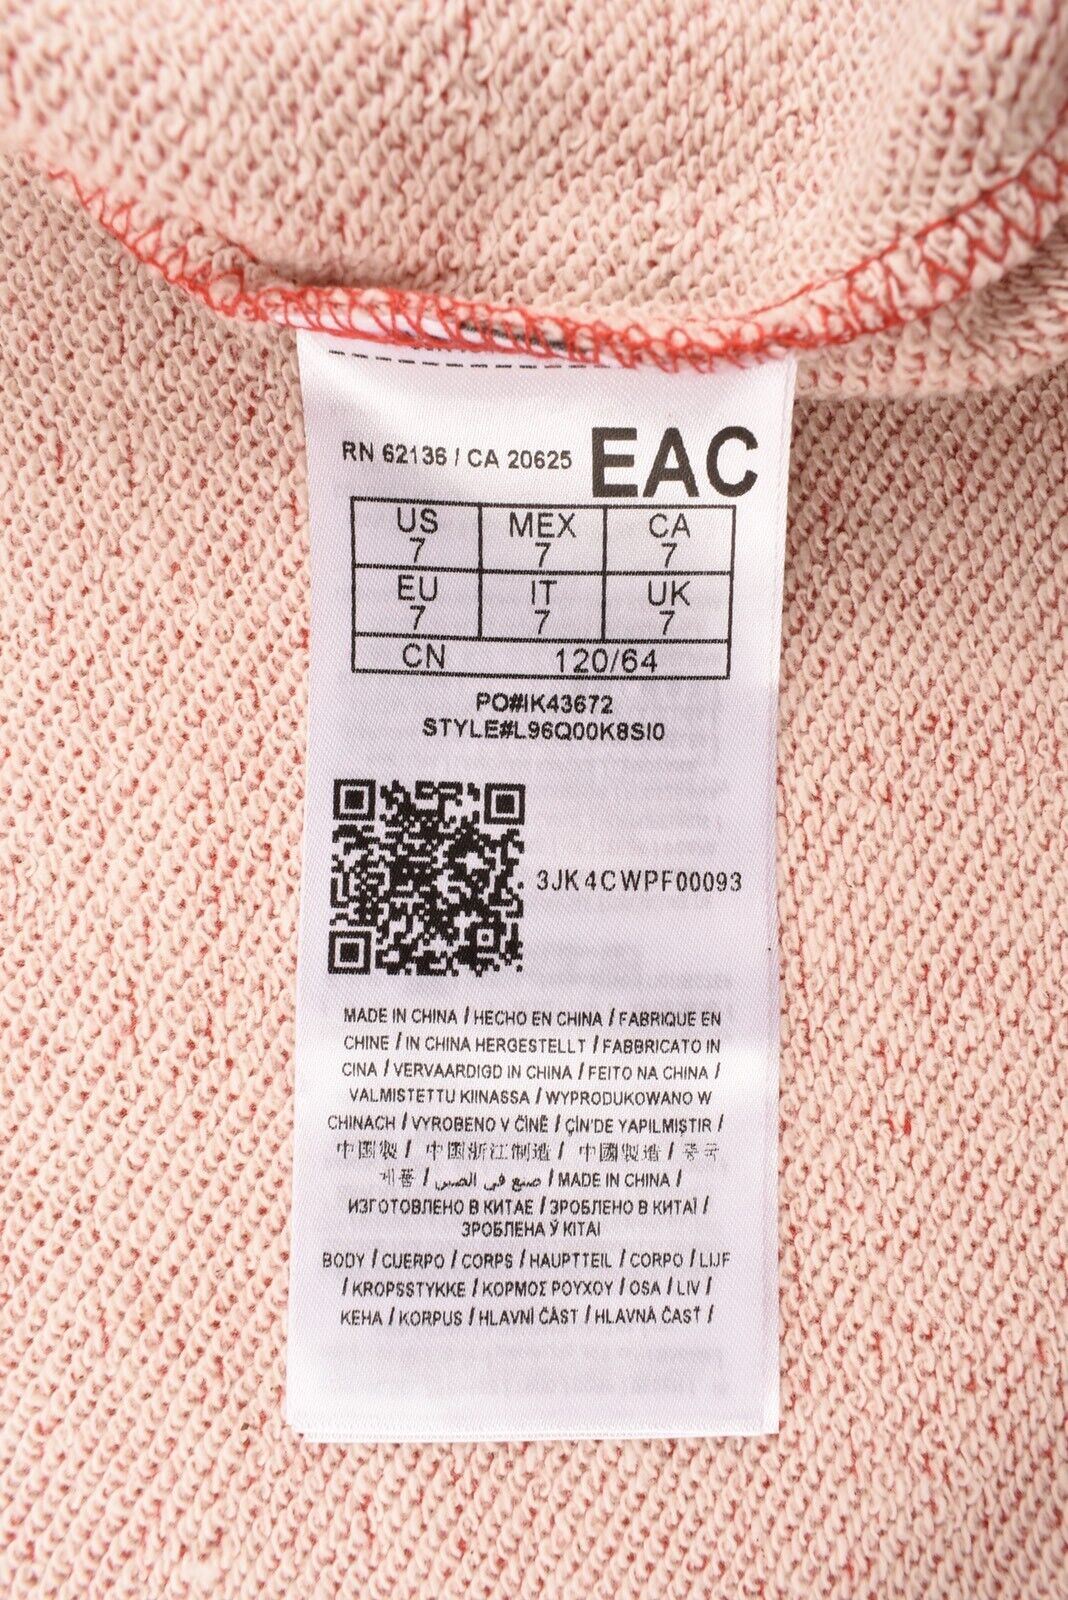 RN 62136 / CA 20625 EAC
US MEX CA
7 7 7
EU IT UK
7 7 7
CN 120/64
PO#IK43672
STYLE#L96Q00K8SI0
3JK4CWPF00093
MADE IN CHINA / HECHO EN CHINA / FABRIQUE EN
CHINE / IN CHINA HERGESTELLT / FABBRICATO IN
CINA / VERVAARDIGD IN CHINA / FEITO NA CHINA /
VALMISTETTU KIINASSA / WYPRODUKOWANO W
CHINACH / VYROBENO V ČÍNĚ / ÇİN'DE YAPILMIŞTIR /
中国製 / 中国浙江制造 / 中國製造 / 중국
제품 / صنع في الصين / MADE IN CHINA /
ИЗГОТОВЛЕНО В КИТАЕ / ЗРОБЛЕНО В КИТАЇ /
ЗРОБЛЕНА Ў КІТАІ
BODY / CUERPO / CORPS / HAUPTTEIL / CORPO / LIJF
/ KROPSSTYKKE / ΚΟΡΜΟΣ ΡΟΥΧΟΥ / OSA / LIV /
KEHA / KORPUS / HLAVNÍ ČÁST / HLAVNÁ ČASŤ /